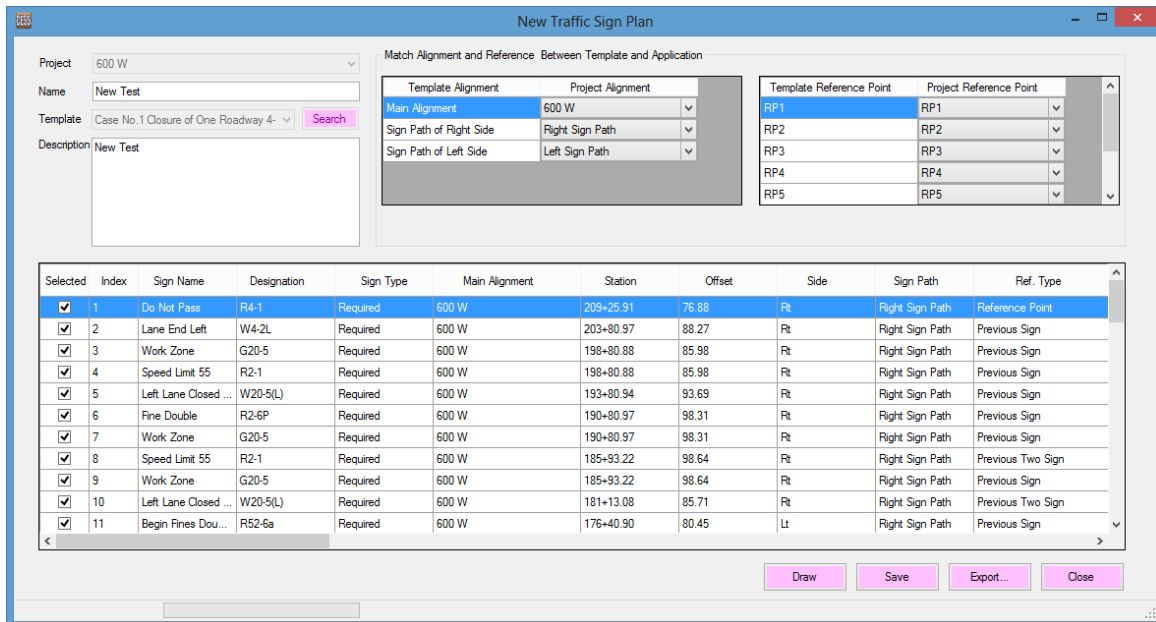 CESS New Traffic Sign Plan
Project 600 W
Name New Test
Template Case No.1 Closure of One Roadway 4- Search
Description New Test
Match Alignment and Reference Between Template and Application
Template Alignment Project Alignment
Main Alignment 600 W
Sign Path of Right Side Right Sign Path
Sign Path of Left Side Left Sign Path
Template Reference Point Project Reference Point
RP1 RP1
RP2 RP2
RP3 RP3
RP4 RP4
RP5 RP5
Selected Index Sign Name Designation Sign Type Main Alignment Station Offset Side Sign Path Ref. Type
1 Do Not Pass R4-1 Required 600 W 209+25.91 76.88 Rt Right Sign Path Reference Point
2 Lane End Left W4-2L Required 600 W 203+80.97 88.27 Rt Right Sign Path Previous Sign
3 Work Zone G20-5 Required 600 W 198+80.88 85.98 Rt Right Sign Path Previous Sign
4 Speed Limit 55 R2-1 Required 600 W 198+80.88 85.98 Rt Right Sign Path Previous Sign
5 Left Lane Closed ... W20-5(L) Required 600 W 193+80.94 93.69 Rt Right Sign Path Previous Sign
6 Fine Double R2-6P Required 600 W 190+80.97 98.31 Rt Right Sign Path Previous Sign
7 Work Zone G20-5 Required 600 W 190+80.97 98.31 Rt Right Sign Path Previous Sign
8 Speed Limit 55 R2-1 Required 600 W 185+93.22 98.64 Rt Right Sign Path Previous Two Sign
9 Work Zone G20-5 Required 600 W 185+93.22 98.64 Rt Right Sign Path Previous Sign
10 Left Lane Closed ... W20-5(L) Required 600 W 181+13.08 85.71 Rt Right Sign Path Previous Two Sign
11 Begin Fines Dou... R52-6a Required 600 W 176+40.90 80.45 Lt Right Sign Path Previous Sign
Draw Save Export... Close